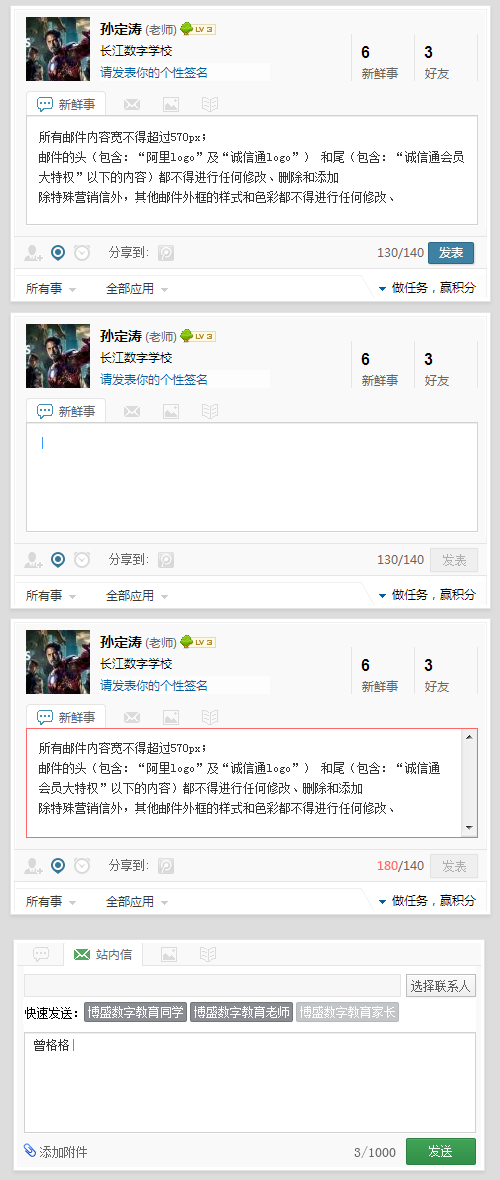 孙定涛 (老师) LV 3
长江数字学校
请发表你的个性签名
6
新鲜事
3
好友
新鲜事
所有邮件内容宽不得超过570px；
邮件的头（包含：“阿里logo”及“诚信通logo”） 和尾（包含：“诚信通会员
大特权”以下的内容）都不得进行任何修改、删除和添加
除特殊营销信外，其他邮件外框的样式和色彩都不得进行任何修改、
分享到： 130/140 发表
所有事 全部应用 做任务，赢积分
孙定涛 (老师) LV 3
长江数字学校
请发表你的个性签名
6
新鲜事
3
好友
新鲜事
分享到： 130/140 发表
所有事 全部应用 做任务，赢积分
孙定涛 (老师) LV 3
长江数字学校
请发表你的个性签名
6
新鲜事
3
好友
新鲜事
所有邮件内容宽不得超过570px；
邮件的头（包含：“阿里logo”及“诚信通logo”） 和尾（包含：“诚信通
会员大特权”以下的内容）都不得进行任何修改、删除和添加
除特殊营销信外，其他邮件外框的样式和色彩都不得进行任何修改、
分享到： 180/140 发表
所有事 全部应用 做任务，赢积分
站内信
选择联系人
快速发送： 博盛数字教育同学 博盛数字教育老师 博盛数字教育家长
曾格格
添加附件 3/1000 发送